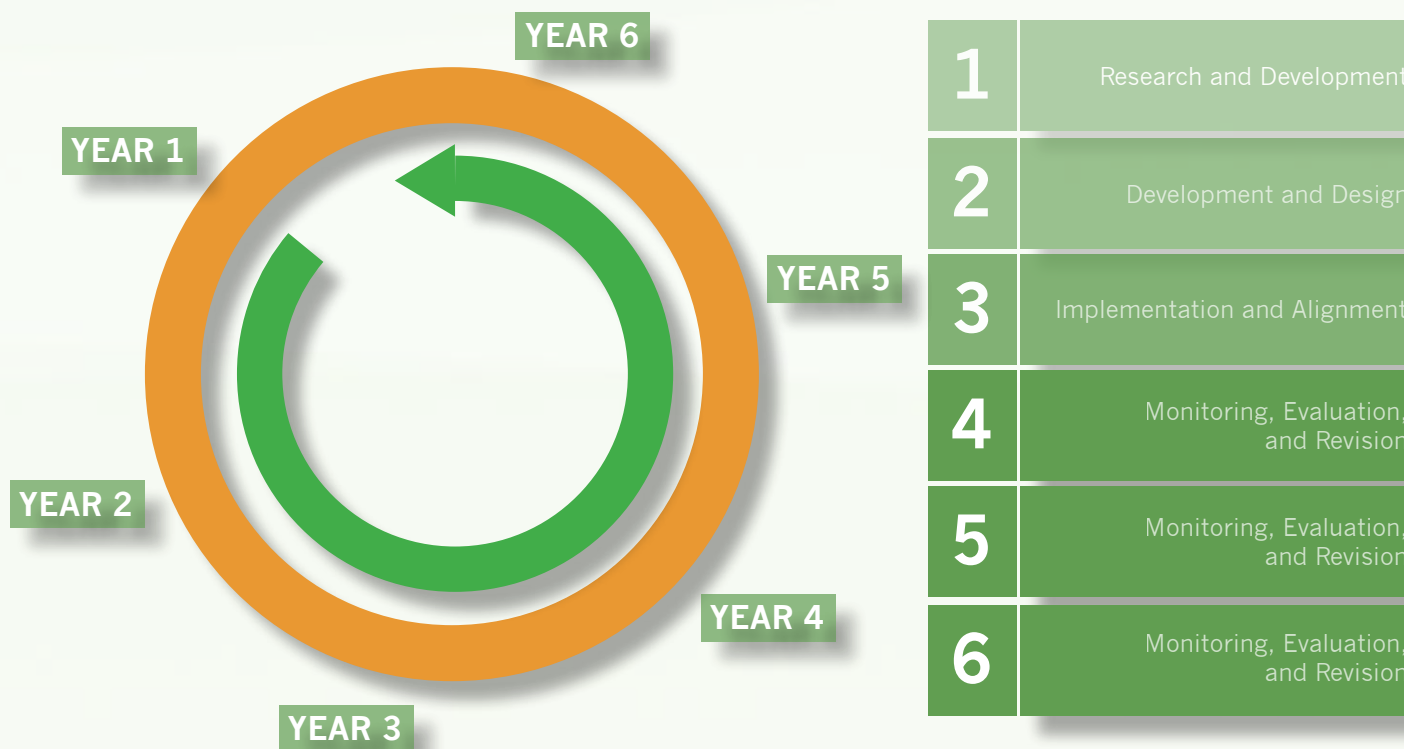 YEAR 6
YEAR 1
YEAR 5
YEAR 2
YEAR 4
YEAR 3
1 Research and Development
2 Development and Design
3 Implementation and Alignment
4 Monitoring, Evaluation,
and Revision
5 Monitoring, Evaluation,
and Revision
6 Monitoring, Evaluation,
and Revision